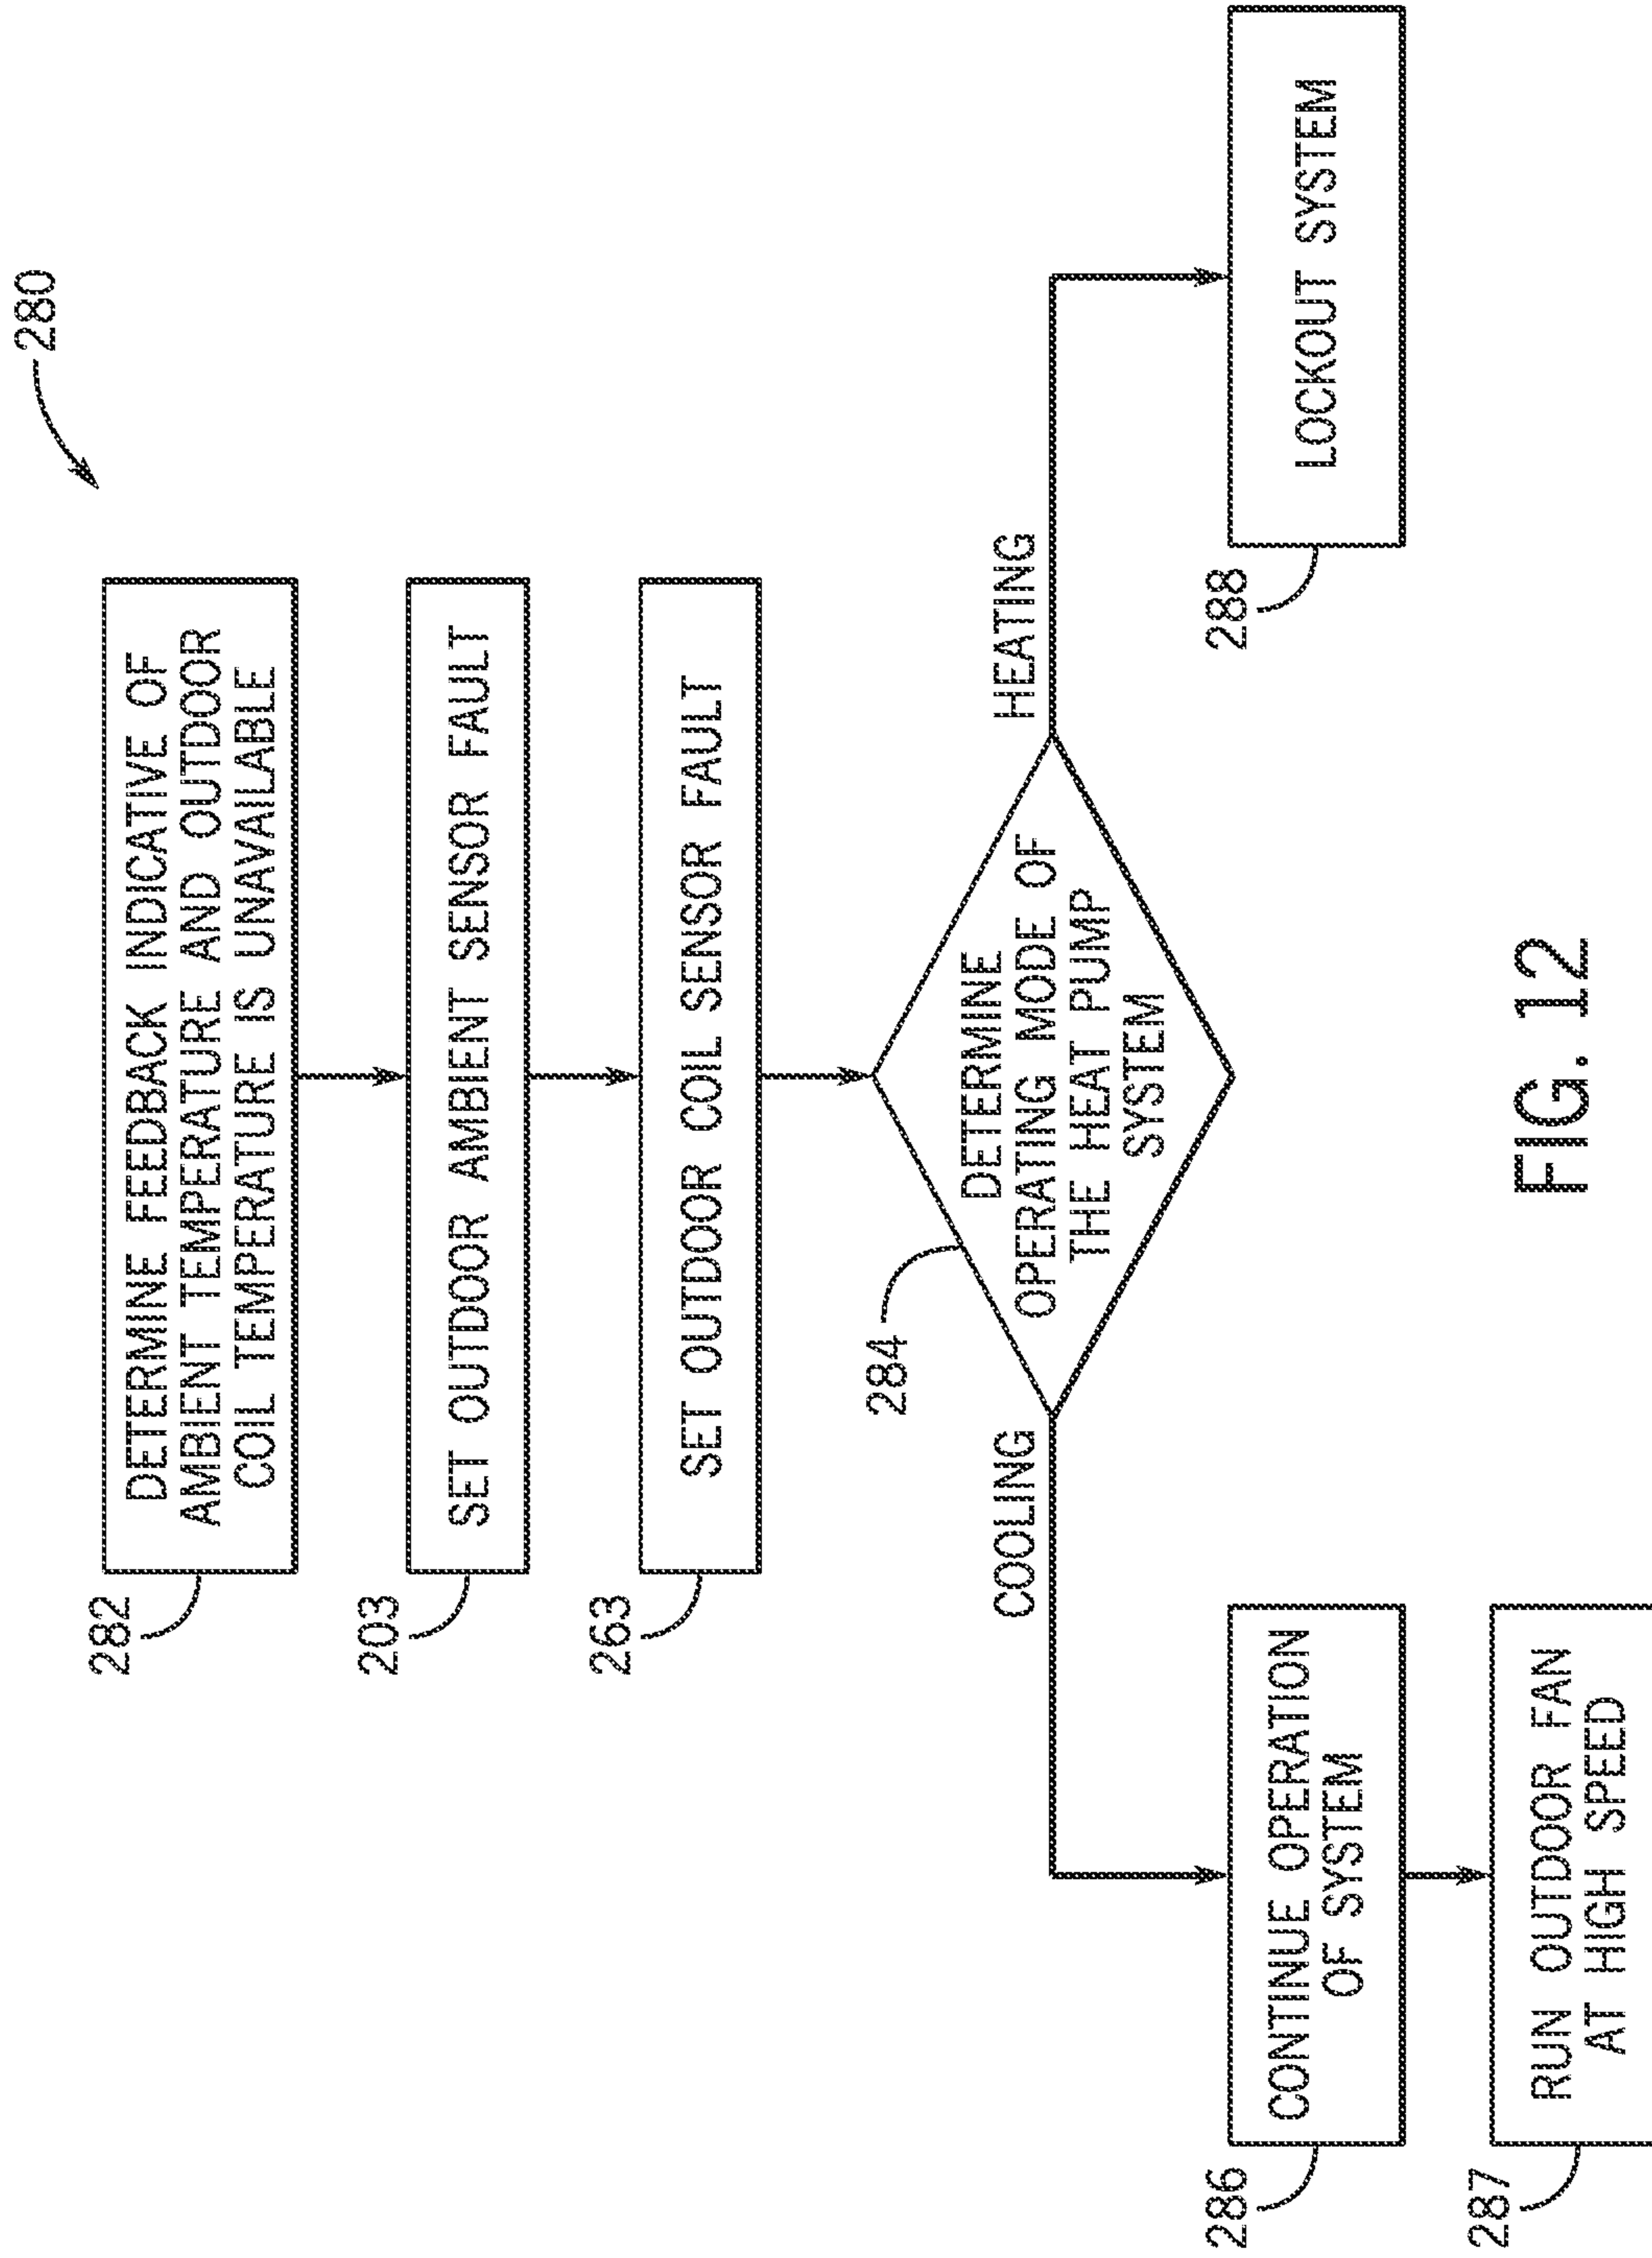 280
282
DETERMINE FEEDBACK INDICATIVE OF
AMBIENT TEMPERATURE AND OUTDOOR
COIL TEMPERATURE IS UNAVAILABLE
203
SET OUTDOOR AMBIENT SENSOR FAULT
263
SET OUTDOOR COIL SENSOR FAULT
284
DETERMINE
OPERATING MODE OF
THE HEAT PUMP
SYSTEM
COOLING
HEATING
286
CONTINUE OPERATION
OF SYSTEM
288
LOCKOUT SYSTEM
287
RUN OUTDOOR FAN
AT HIGH SPEED
FIG. 12